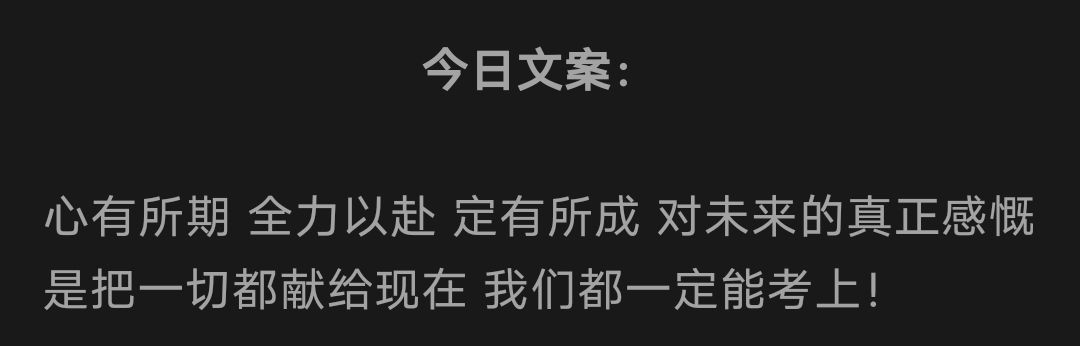 今日文案：
心有所期 全力以赴 定有所成 对未来的真正感慨
是把一切都献给现在 我们都一定能考上！